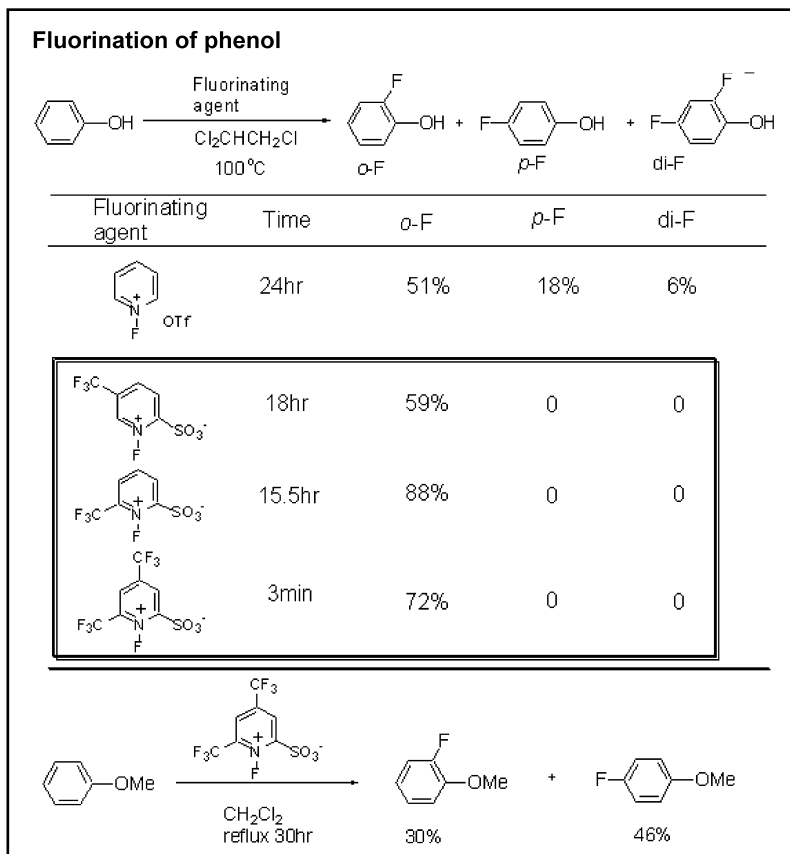 Fluorination of phenol
OH
Fluorinating
agent
Cl2CHCH2Cl
100°C
F
OH
+
o-F
F
OH
+
p-F
F –
F
OH
di-F
Fluorinating
agent
Time
o-F
p-F
di-F
+
N
F
OTf
24hr
51%
18%
6%
F3C
+
N
SO3-
F
18hr
59%
0
0
+
F3C
N
SO3-
F
15.5hr
88%
0
0
CF3
+
F3C
N
SO3-
F
3min
72%
0
0
OMe
CF3
+
F3C
N
SO3-
F
CH2Cl2
reflux 30hr
F
OMe
30%
+
F
OMe
46%